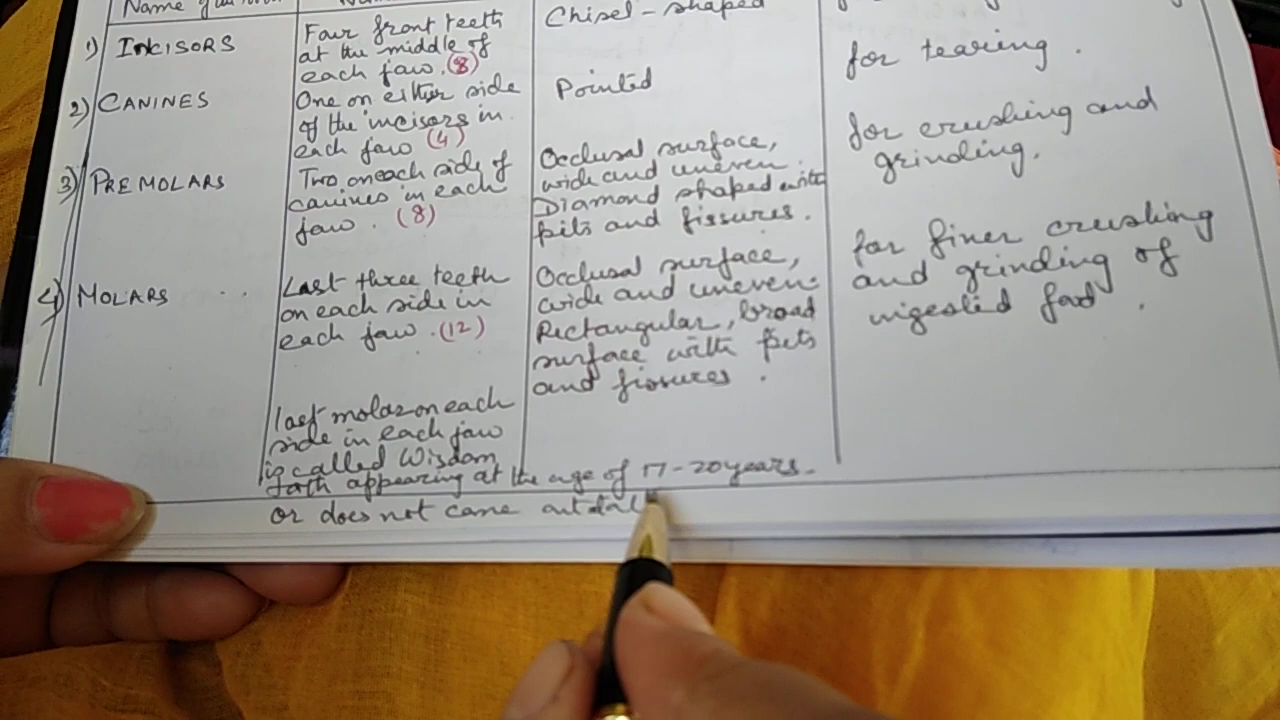 Name
1) INCISORS
Four front teeth
at the middle of
each jaw. (8)
Chisel-shaped
2) CANINES
One on either side
of the incisors in
each jaw (4)
Pointed
for tearing.
3) PREMOLARS
Two on each side of
canines in each
jaw. (8)
Occlusal surface,
wide and uneven.
Diamond shaped with
pits and fissures.
for crushing and
grinding.
4) MOLARS
Last three teeth
on each side in
each jaw. (12)
last molar on each
side in each jaw
is called Wisdom
tooth appearing at the age of 17-20 years.
or does not come out at al
Occlusal surface,
wide and uneven.
Rectangular, broad
surface with pits
and fissures.
for finer crushing
and grinding of
ingested food.